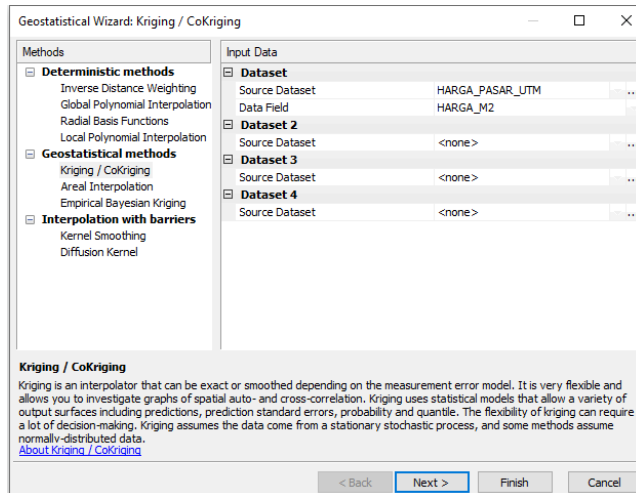 Geostatistical Wizard: Kriging / CoKriging
Methods
Deterministic methods
Inverse Distance Weighting
Global Polynomial Interpolation
Radial Basis Functions
Local Polynomial Interpolation
Geostatistical methods
Kriging / CoKriging
Areal Interpolation
Empirical Bayesian Kriging
Interpolation with barriers
Kernel Smoothing
Diffusion Kernel
Input Data
Dataset
Source Dataset HARGA_PASAR_UTM ...
Data Field HARGA_M2
Dataset 2
Source Dataset <none> ...
Dataset 3
Source Dataset <none> ...
Dataset 4
Source Dataset <none> ...
Kriging / CoKriging
Kriging is an interpolator that can be exact or smoothed depending on the measurement error model. It is very flexible and
allows you to investigate graphs of spatial auto- and cross-correlation. Kriging uses statistical models that allow a variety of
output surfaces including predictions, prediction standard errors, probability and quantile. The flexibility of kriging can require
a lot of decision-making. Kriging assumes the data come from a stationary stochastic process, and some methods assume
normally-distributed data.
About Kriging / CoKriging
< Back Next > Finish Cancel